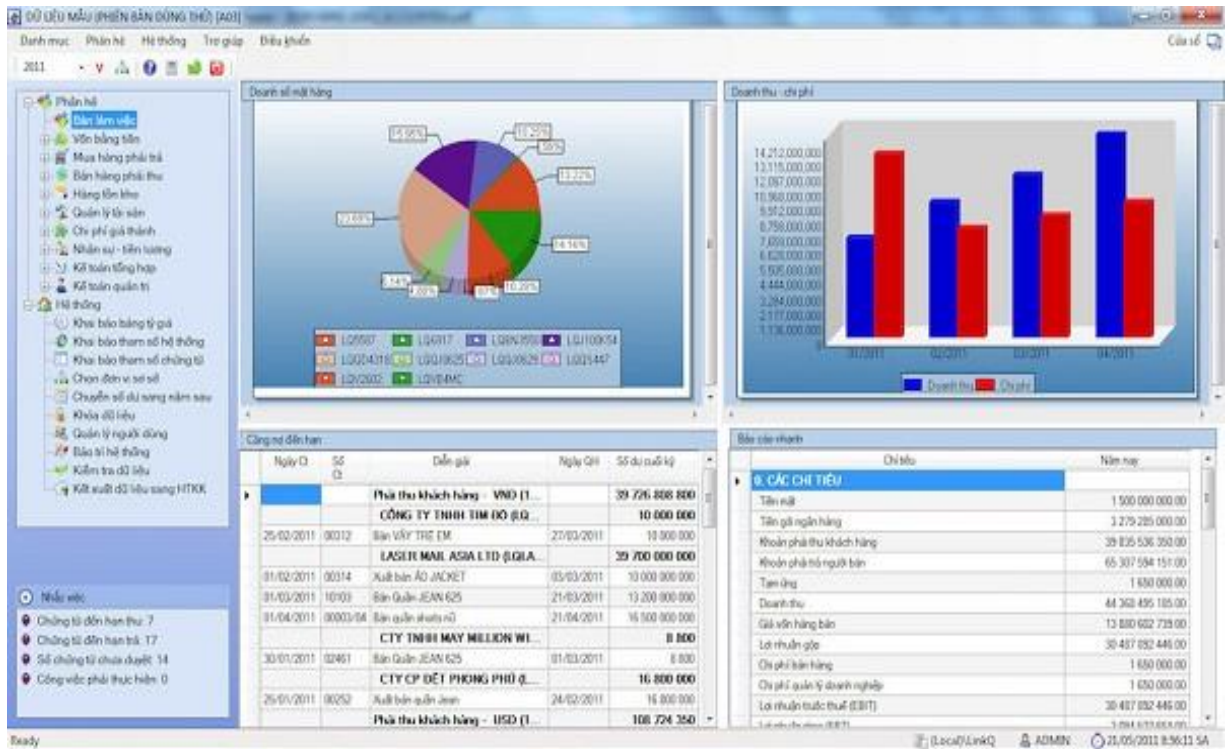 DỮ LIỆU MẪU (PHIÊN BẢN DÙNG THỬ) [A03]
Danh mục Phân hệ Hệ thống Trợ giúp Điều khiển Cửa sổ
2011
Phân hệ
Bàn làm việc
Vốn bằng tiền
Mua hàng phải trả
Bán hàng phải thu
Hàng tồn kho
Quản lý tài sản
Chi phí giá thành
Nhân sự - tiền lương
Kế toán tổng hợp
Kế toán quản trị
Hệ thống
Khai báo bảng tỷ giá
Khai báo tham số hệ thống
Khai báo tham số chứng từ
Chọn đơn vị cơ sở
Chuyển số dư sang năm sau
Khóa dữ liệu
Quản lý người dùng
Bảo trì hệ thống
Kiểm tra dữ liệu
Kết xuất dữ liệu sang HTKK
Nhắc việc
Chứng từ đến hạn thu: 7
Chứng từ đến hạn trả: 17
Số chứng từ chưa duyệt: 14
Công việc phải thực hiện: 0
Doanh số mặt hàng
15.95%
13.22%
14.16%
10.20%
Doanh thu - chi phí
14,212,000,000
13,115,000,000
12,097,000,000
10,968,000,000
9,912,000,000
8,758,000,000
7,693,000,000
6,628,000,000
5,505,000,000
4,444,000,000
3,284,000,000
2,177,000,000
1,136,000,000
0
01/2011 02/2011 03/2011 04/2011
Doanh thu Chi phí
Công nợ đến hạn
Ngày Ct Số Ct Diễn giải Ngày QH Số dư cuối kỳ
Phải thu khách hàng - VND (1... 39 726 808 800
CÔNG TY TNHH TIM ĐỎ (LQ... 10 000 000
25/02/2011 00312 Bán VÁY TRẺ EM 27/03/2011 10 000 000
LASER MAIL ASIA LTD (LQLA... 39 700 000 000
01/02/2011 00314 Xuất bán ÁO JACKET 03/03/2011 10 000 000 000
01/03/2011 10103 Bán Quần JEAN 625 21/03/2011 13 200 000 000
01/04/2011 00003/04 Bán quần shorts nữ 21/04/2011 16 500 000 000
CTY TNHH MAY MILLION WI... 8 800
30/01/2011 02461 Bán Quần JEAN 625 01/03/2011 8 800
CTY CP DỆT PHONG PHÚ (L... 16 800 000
25/01/2011 00252 Xuất bán quần Jean 24/02/2011 16 800 000
Phải thu khách hàng - USD (1... 108 724 350
Báo cáo nhanh
Chỉ tiêu Năm nay
0. CÁC CHỈ TIÊU
Tiền mặt 1 500 000 000.00
Tiền gửi ngân hàng 3 279 285 000.00
Khoản phải thu khách hàng 39 835 536 350.00
Khoản phải trả người bán 65 307 594 151.00
Tạm ứng 1 650 000.00
Doanh thu 44 368 495 185.00
Giá vốn hàng bán 13 880 602 739.00
Lợi nhuận gộp 30 487 892 446.00
Chi phí bán hàng 1 650 000.00
Chi phí quản lý doanh nghiệp 1 650 000.00
Lợi nhuận trước thuế (EBIT) 30 487 892 446.00
Ready (Local)\LinkQ ADMIN 21/05/2011 8:56:11 SA